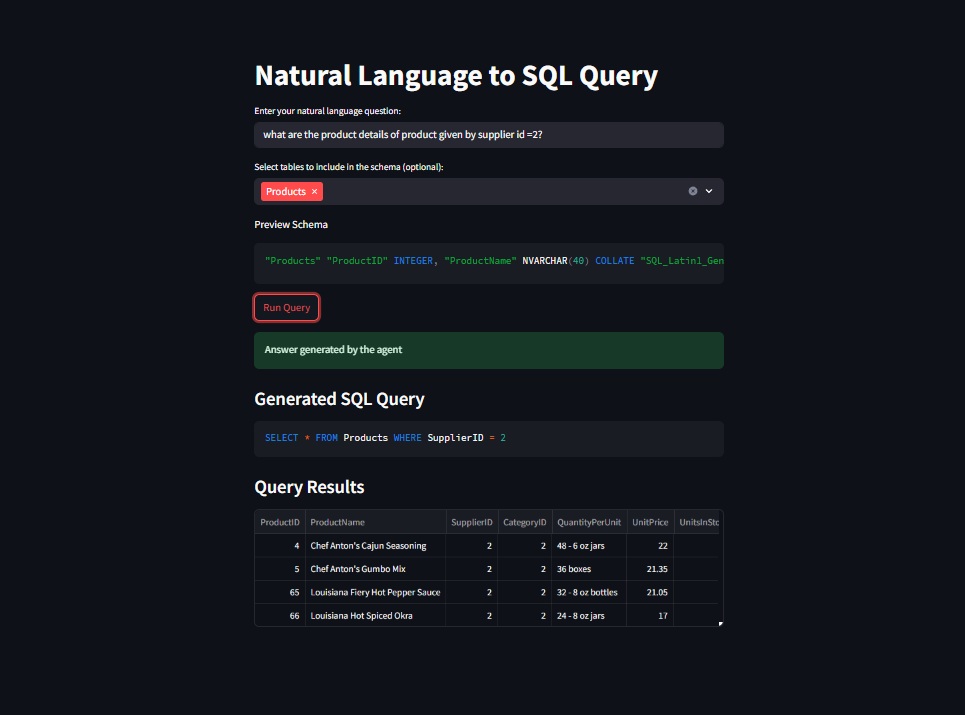 Natural Language to SQL Query
Enter your natural language question:
what are the product details of product given by supplier id =2?
Select tables to include in the schema (optional):
Products ×
Preview Schema
"Products" "ProductID" INTEGER, "ProductName" NVARCHAR(40) COLLATE "SQL_Latin1_Gen
Run Query
Answer generated by the agent
Generated SQL Query
SELECT * FROM Products WHERE SupplierID = 2
Query Results
ProductID ProductName SupplierID CategoryID QuantityPerUnit UnitPrice UnitsInSto
4 Chef Anton's Cajun Seasoning 2 2 48 - 6 oz jars 22
5 Chef Anton's Gumbo Mix 2 2 36 boxes 21.35
65 Louisiana Fiery Hot Pepper Sauce 2 2 32 - 8 oz bottles 21.05
66 Louisiana Hot Spiced Okra 2 2 24 - 8 oz jars 17